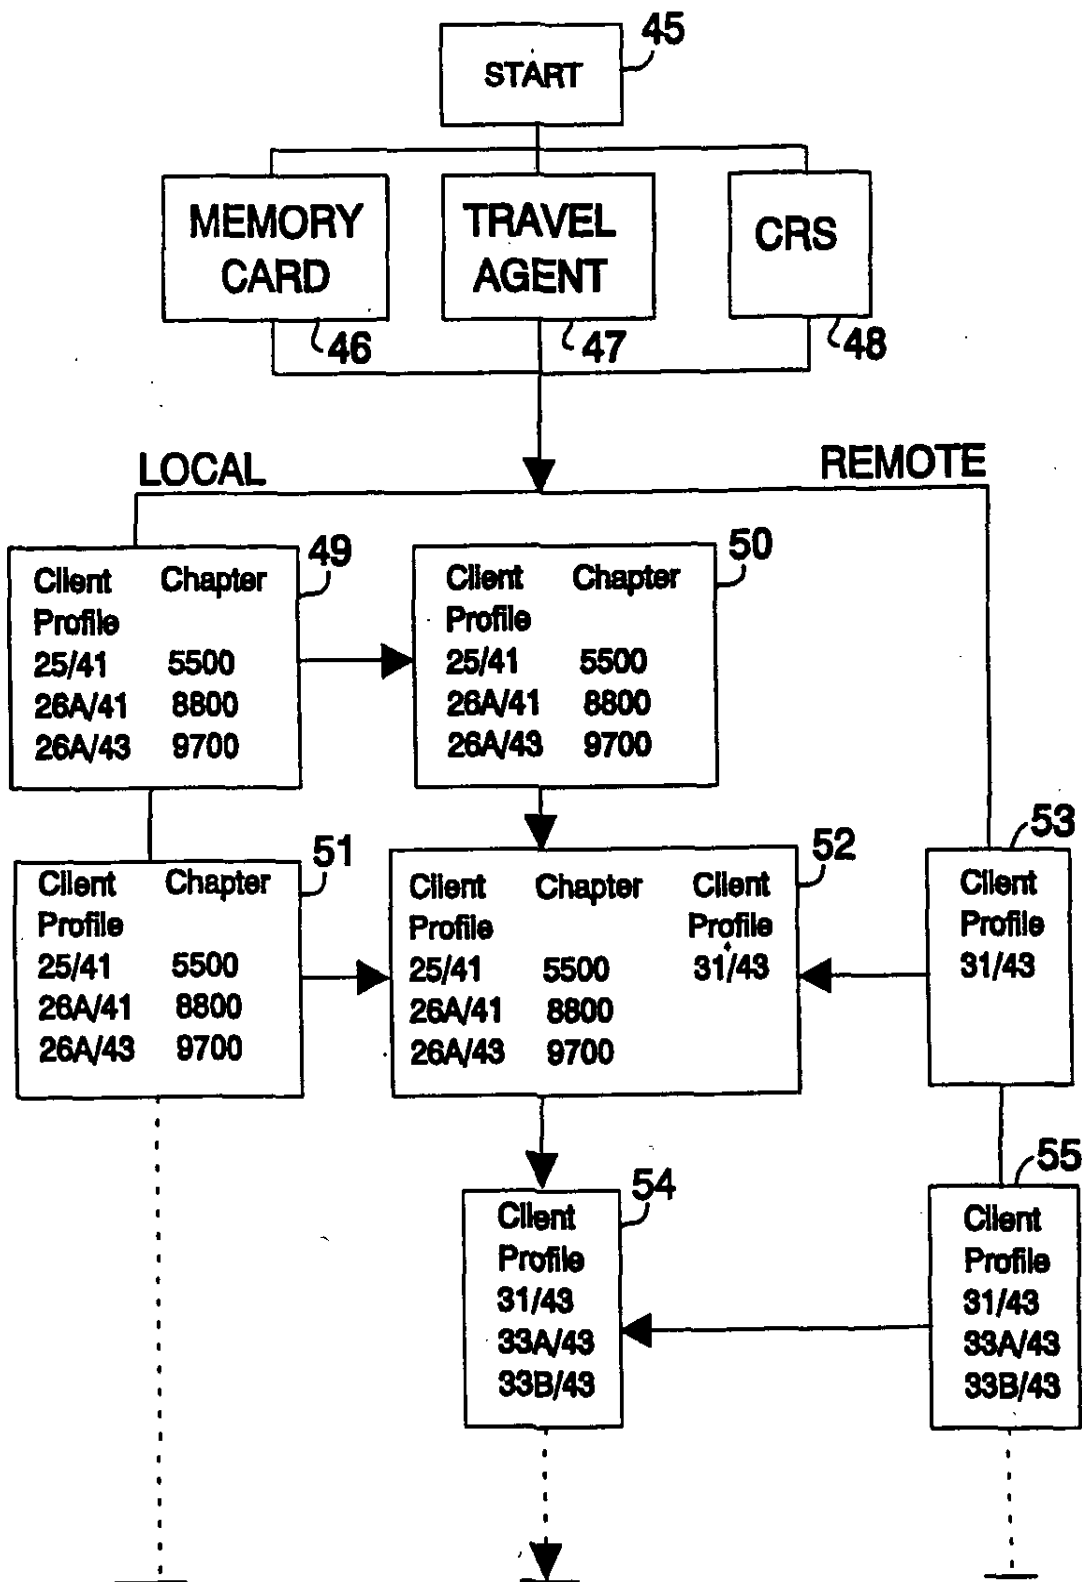 45
START
MEMORY
CARD
46
TRAVEL
AGENT
47
CRS
48
LOCAL
REMOTE
49
Client Chapter
Profile
25/41 5500
26A/41 8800
26A/43 9700
50
Client Chapter
Profile
25/41 5500
26A/41 8800
26A/43 9700
51
Client Chapter
Profile
25/41 5500
26A/41 8800
26A/43 9700
52
Client Chapter Client
Profile Profile
25/41 5500 31/43
26A/41 8800
26A/43 9700
53
Client
Profile
31/43
54
Client
Profile
31/43
33A/43
33B/43
55
Client
Profile
31/43
33A/43
33B/43